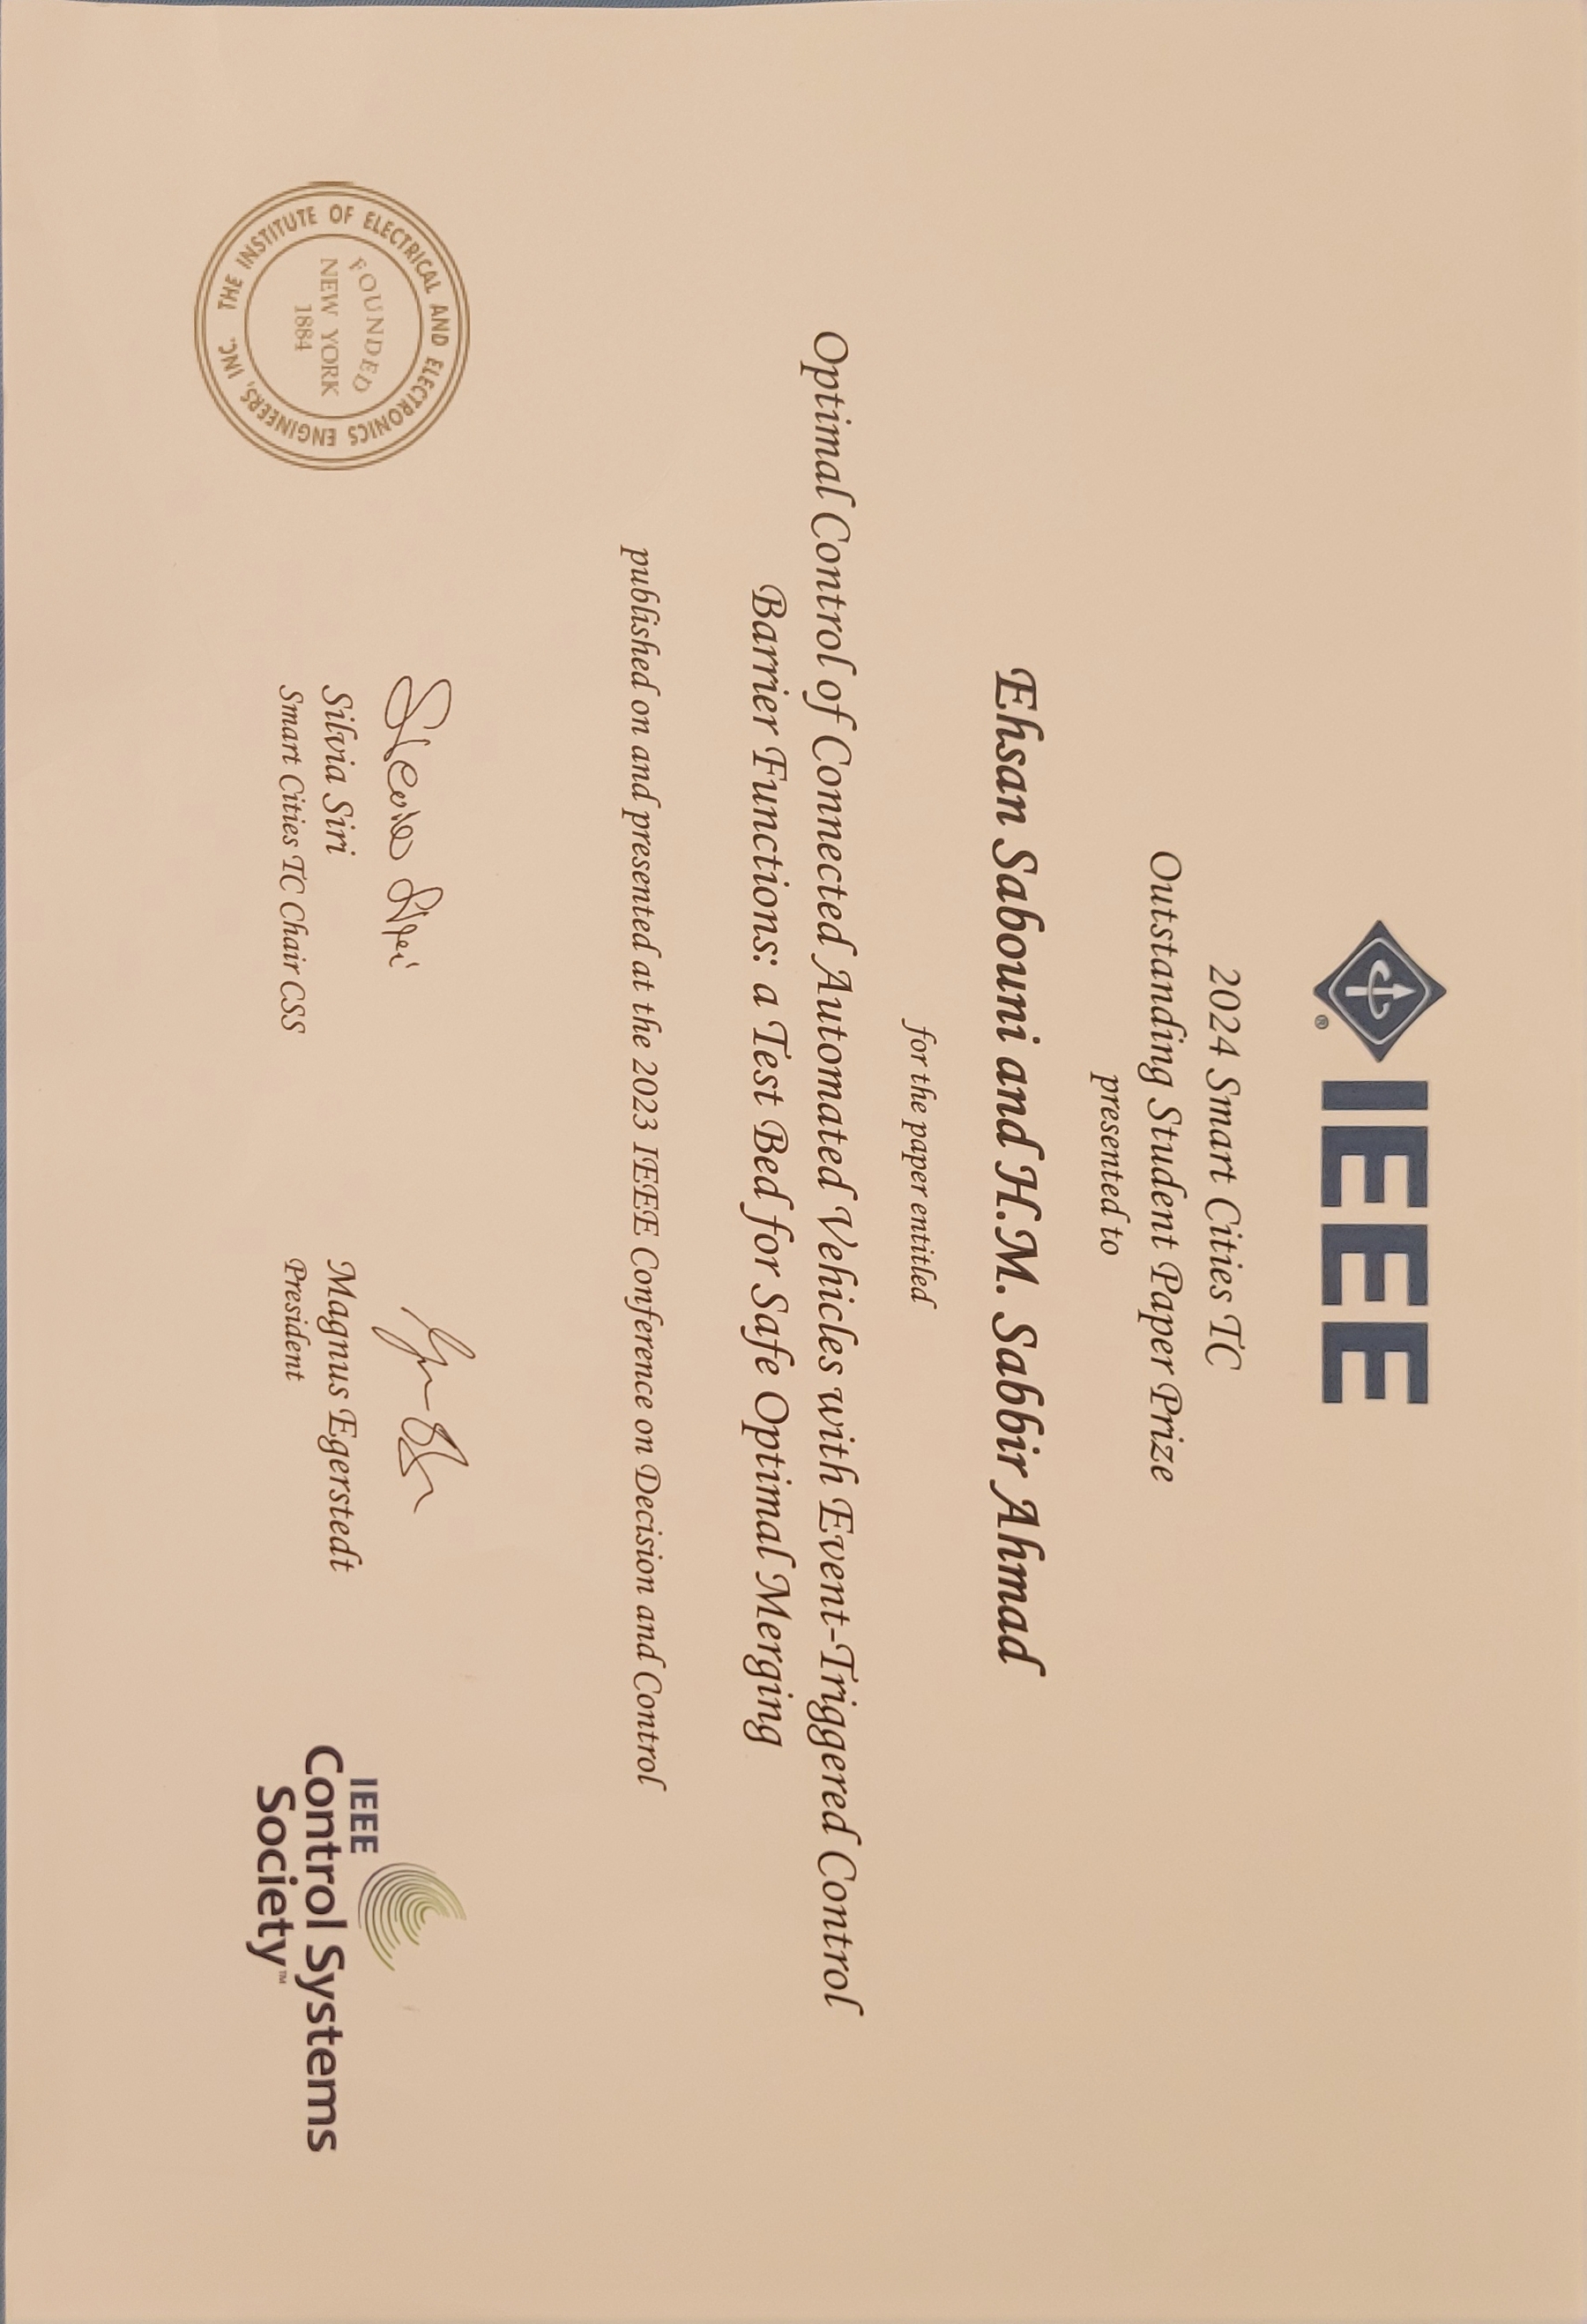 IEEE
®
2024 Smart Cities TC
Outstanding Student Paper Prize
presented to
Ehsan Sabouni and H.M. Sabbir Ahmad
for the paper entitled
Optimal Control of Connected Automated Vehicles with Event-Triggered Control
Barrier Functions: a Test Bed for Safe Optimal Merging
published on and presented at the 2023 IEEE Conference on Decision and Control
THE INSTITUTE OF ELECTRICAL AND ELECTRONICS ENGINEERS, INC.
FOUNDED
NEW YORK
1884
Silvia Siri
Silvia Siri
Smart Cities TC Chair CSS
Magnus Egerstedt
President
IEEE
Control Systems
Society™